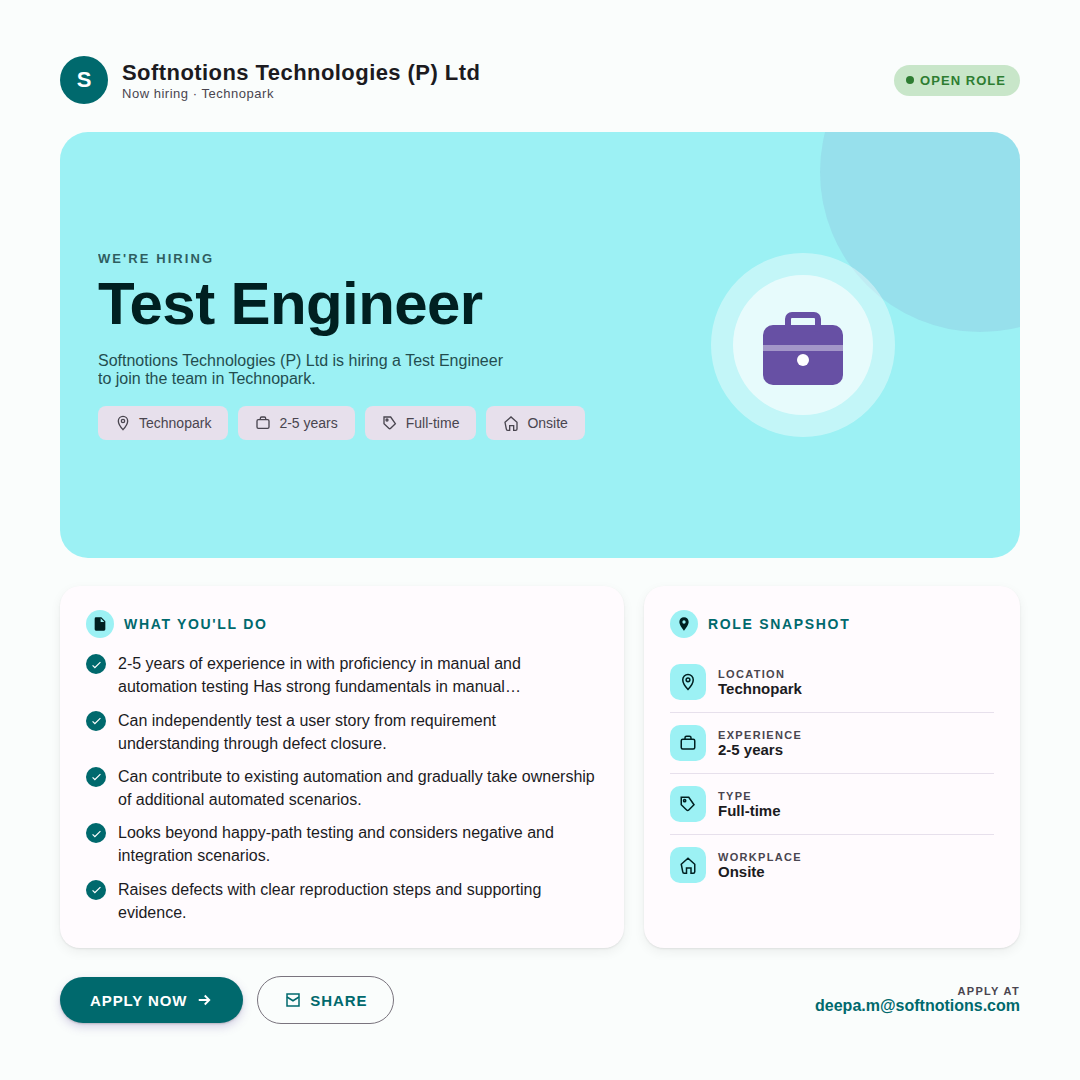 S
Softnotions Technologies (P) Ltd
Now hiring · Technopark
OPEN ROLE
WE'RE HIRING
Test Engineer
Softnotions Technologies (P) Ltd is hiring a Test Engineer
to join the team in Technopark.
Technopark
2-5 years
Full-time
Onsite
WHAT YOU'LL DO
2-5 years of experience in with proficiency in manual and
automation testing Has strong fundamentals in manual…
Can independently test a user story from requirement
understanding through defect closure.
Can contribute to existing automation and gradually take ownership
of additional automated scenarios.
Looks beyond happy-path testing and considers negative and
integration scenarios.
Raises defects with clear reproduction steps and supporting
evidence.
ROLE SNAPSHOT
LOCATION
Technopark
EXPERIENCE
2-5 years
TYPE
Full-time
WORKPLACE
Onsite
APPLY NOW
SHARE
APPLY AT
deepa.m@softnotions.com